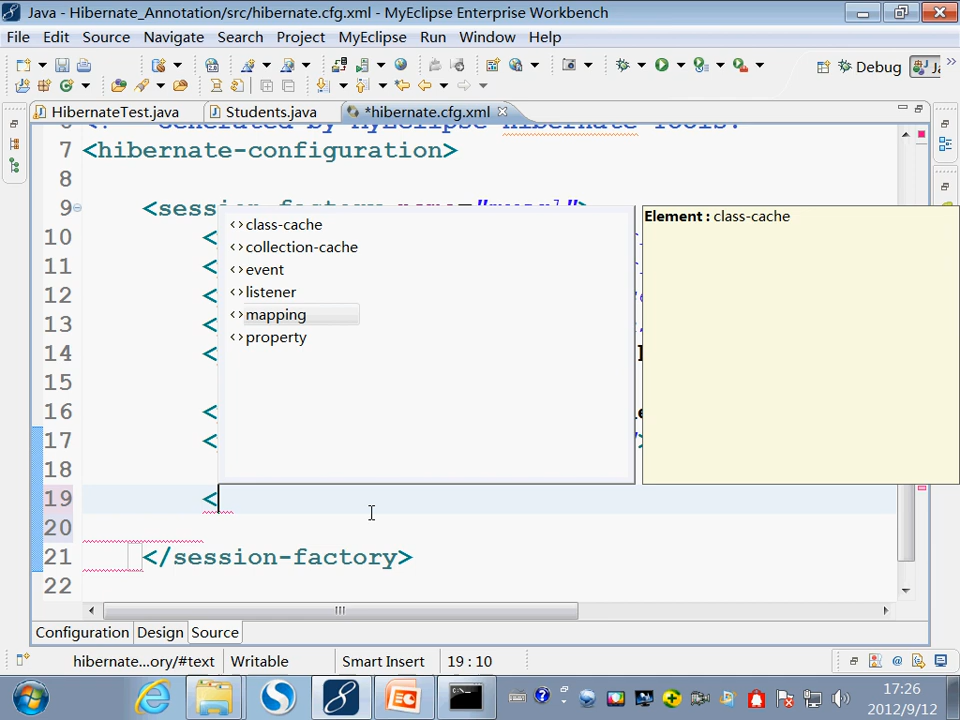 Java - Hibernate_Annotation/src/hibernate.cfg.xml - MyEclipse Enterprise Workbench
File Edit Source Navigate Search Project MyEclipse Run Window Help
Debug
HibernateTest.java Students.java *hibernate.cfg.xml
7 <hibernate-configuration>
8
9
10 <
11 <
12 <
13 <
14 <
15
16 <
17 <
18
19 <
20
21 </session-factory>
22
class-cache
collection-cache
event
listener
mapping
property
Element : class-cache
Configuration Design Source
hibernate...ory/#text Writable Smart Insert 19 : 10
17:26
2012/9/12